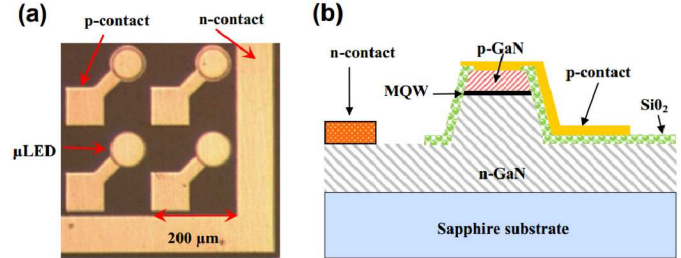 (a)
p-contact
n-contact
µLED
200 µm
(b)
n-contact
p-GaN
MQW
p-contact
Si0₂
n-GaN
Sapphire substrate